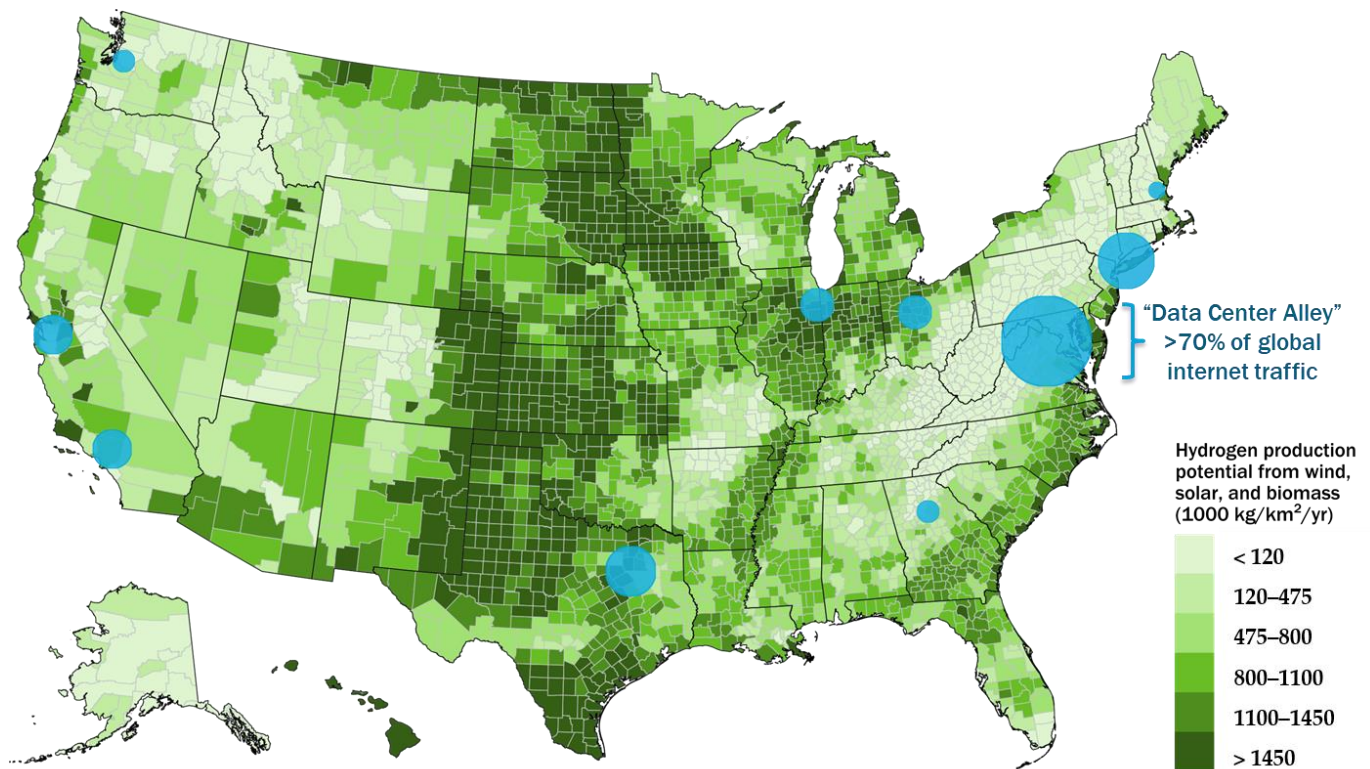 “Data Center Alley”
>70% of global
internet traffic
Hydrogen production
potential from wind,
solar, and biomass
(1000 kg/km²/yr)
< 120
120–475
475–800
800–1100
1100–1450
> 1450